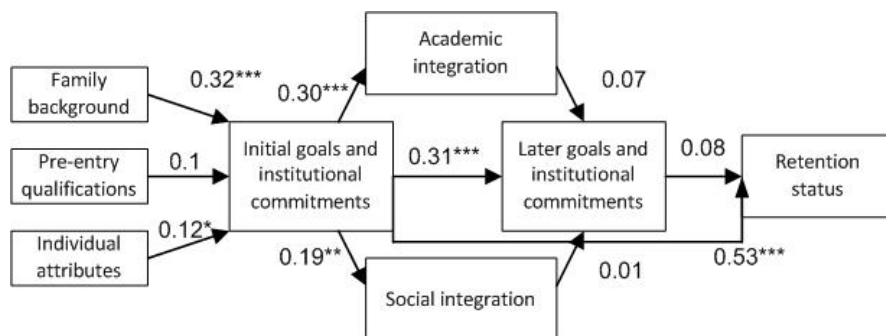 Academic
integration
0.32***
Family
background
0.30***
0.07
Pre-entry
qualifications
0.1
Initial goals and
institutional
commitments
0.31***
Later goals and
institutional
commitments
0.08
Retention
status
Individual
attributes
0.12*
0.19**
0.01
0.53***
Social integration